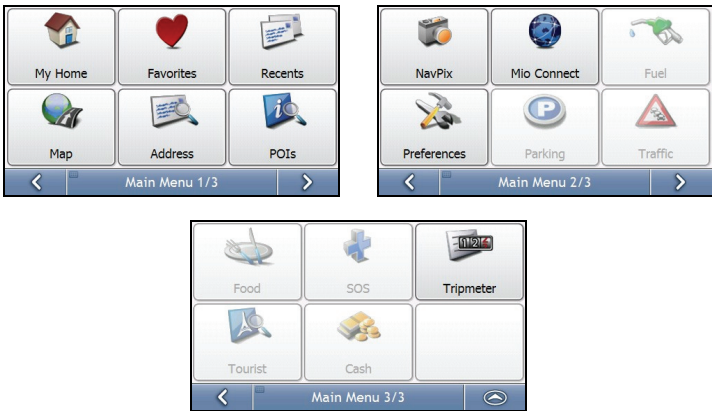 My Home Favorites Recents
Map Address POIs
Main Menu 1/3
NavPix Mio Connect Fuel
Preferences Parking Traffic
Main Menu 2/3
Food SOS Tripmeter
Tourist Cash
Main Menu 3/3